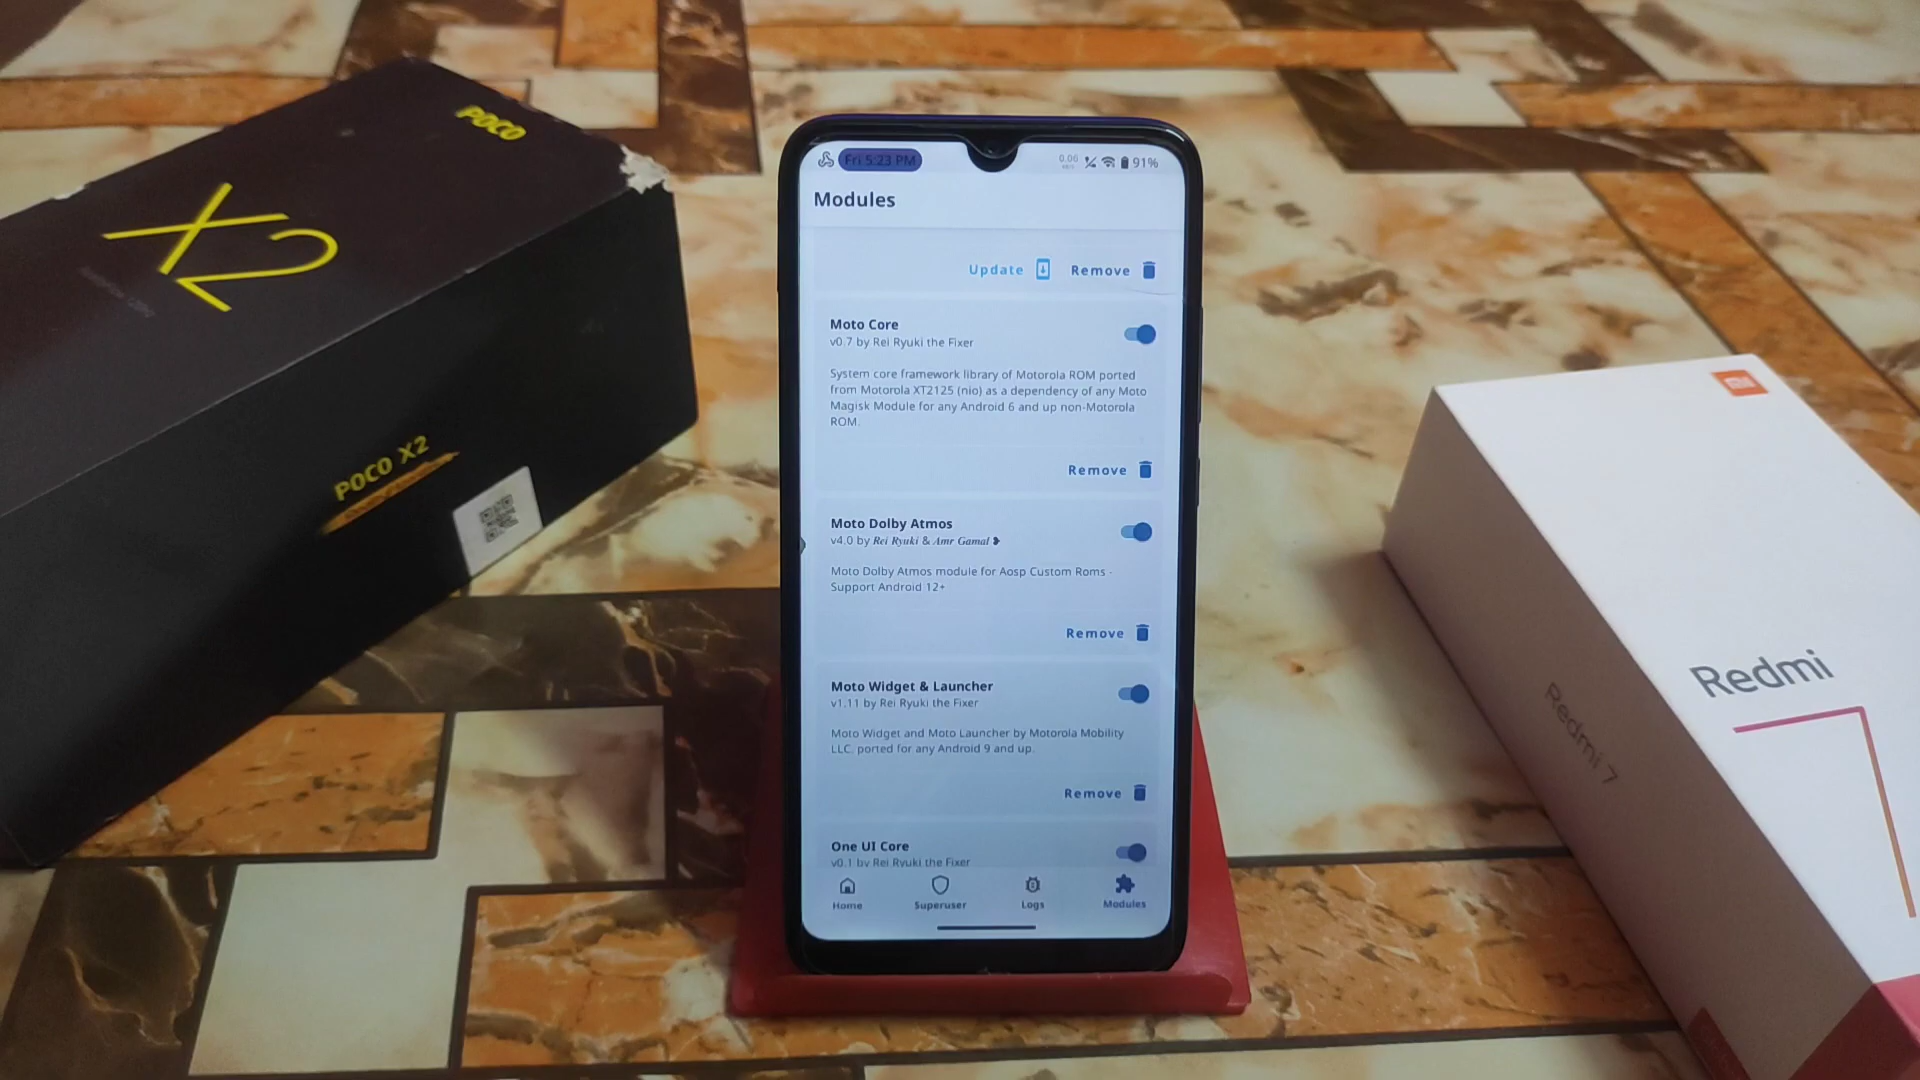 POCO
X2
POCO X2
Fri 5:23 PM
0.00
91%
Modules
Update
Remove
Moto Core
v0.7 by Rei Ryuki the Fixer
System core framework library of Motorola ROM ported
from Motorola XT2125 (nio) as a dependency of any Moto
Magisk Module for any Android 6 and up non-Motorola
ROM.
Remove
Moto Dolby Atmos
v4.0 by Rei Ryuki & Amr Gamal ❥
Moto Dolby Atmos module for Aosp Custom Roms -
Support Android 12+
Remove
Moto Widget & Launcher
v1.11 by Rei Ryuki the Fixer
Moto Widget and Moto Launcher by Motorola Mobility
LLC. ported for any Android 9 and up.
Remove
One UI Core
v0.1 by Rei Ryuki the Fixer
Home
Superuser
Logs
Modules
mi
Redmi
7
Redmi 7